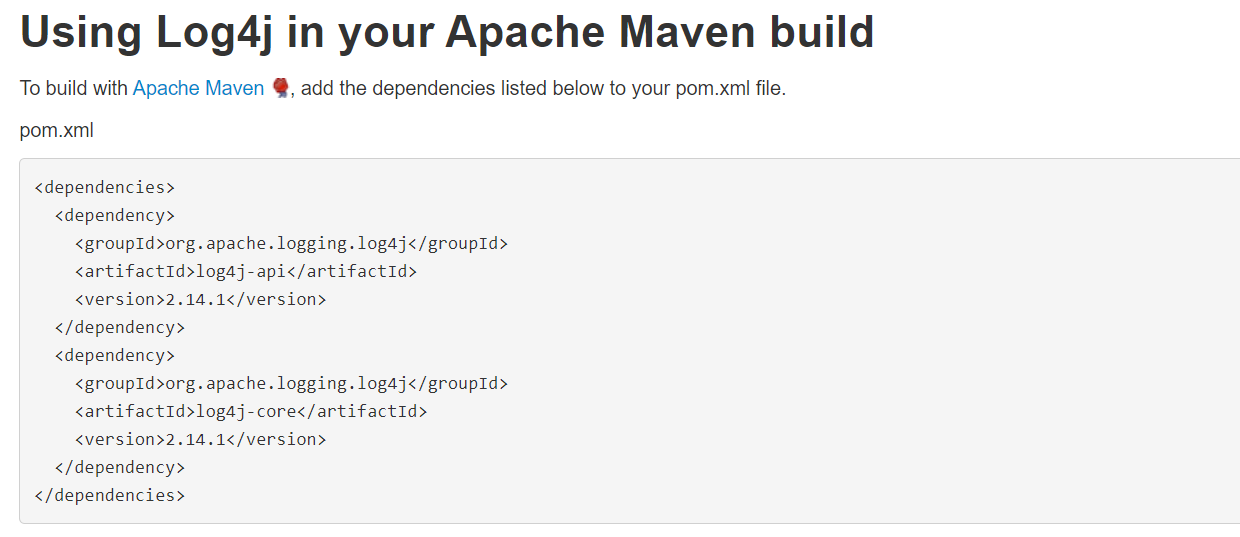 Using Log4j in your Apache Maven build
To build with Apache Maven , add the dependencies listed below to your pom.xml file.
pom.xml
<dependencies>
  <dependency>
    <groupId>org.apache.logging.log4j</groupId>
    <artifactId>log4j-api</artifactId>
    <version>2.14.1</version>
  </dependency>
  <dependency>
    <groupId>org.apache.logging.log4j</groupId>
    <artifactId>log4j-core</artifactId>
    <version>2.14.1</version>
  </dependency>
</dependencies>